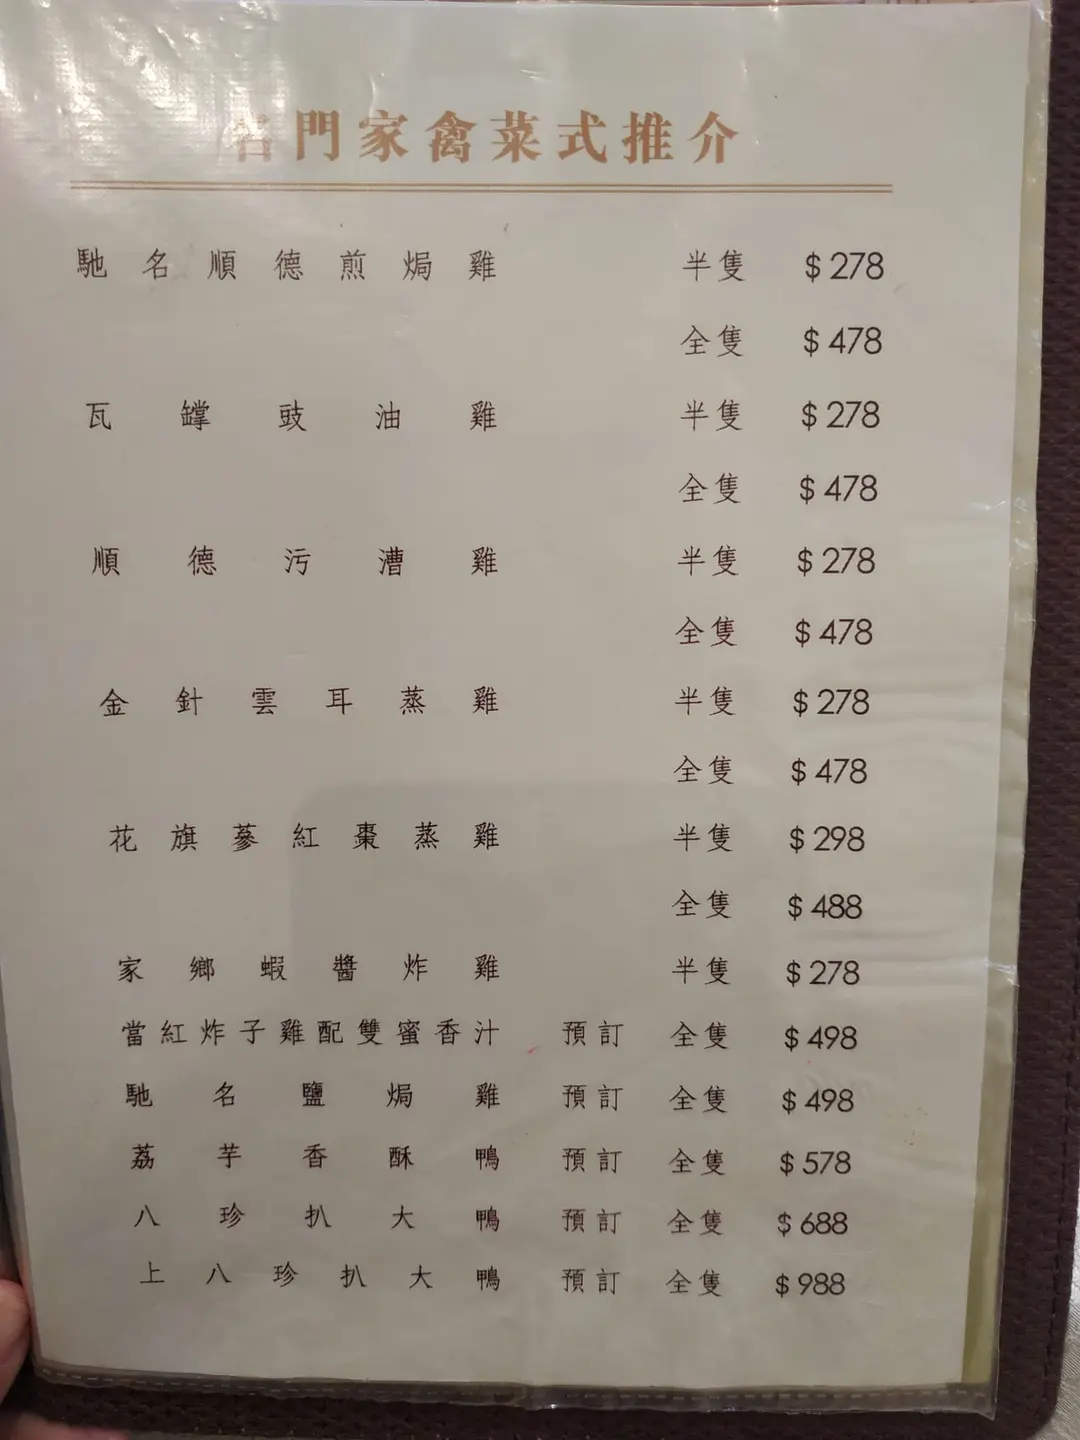 名門家禽菜式推介
馳名順德煎焗雞 半隻 $278
全隻 $478
瓦罉豉油雞 半隻 $278
全隻 $478
順德污漕雞 半隻 $278
全隻 $478
金針雲耳蒸雞 半隻 $278
全隻 $478
花旗蔘紅棗蒸雞 半隻 $298
全隻 $488
家鄉蝦醬炸雞 半隻 $278
當紅炸子雞配雙蜜香汁 預訂 全隻 $498
馳名鹽焗雞 預訂 全隻 $498
荔芋香酥鴨 預訂 全隻 $578
八珍扒大鴨 預訂 全隻 $688
上八珍扒大鴨 預訂 全隻 $988